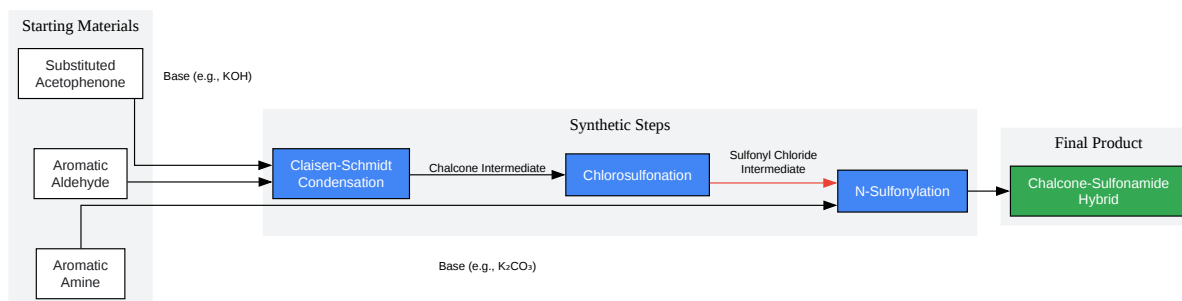 Starting Materials
Substituted
Acetophenone
Base (e.g., KOH)
Synthetic Steps
Final Product
Aromatic
Aldehyde
Claisen-Schmidt
Condensation
Chalcone Intermediate
Chlorosulfonation
Sulfonyl Chloride
Intermediate
N-Sulfonylation
Chalcone-Sulfonamide
Hybrid
Aromatic
Amine
Base (e.g., K₂CO₃)